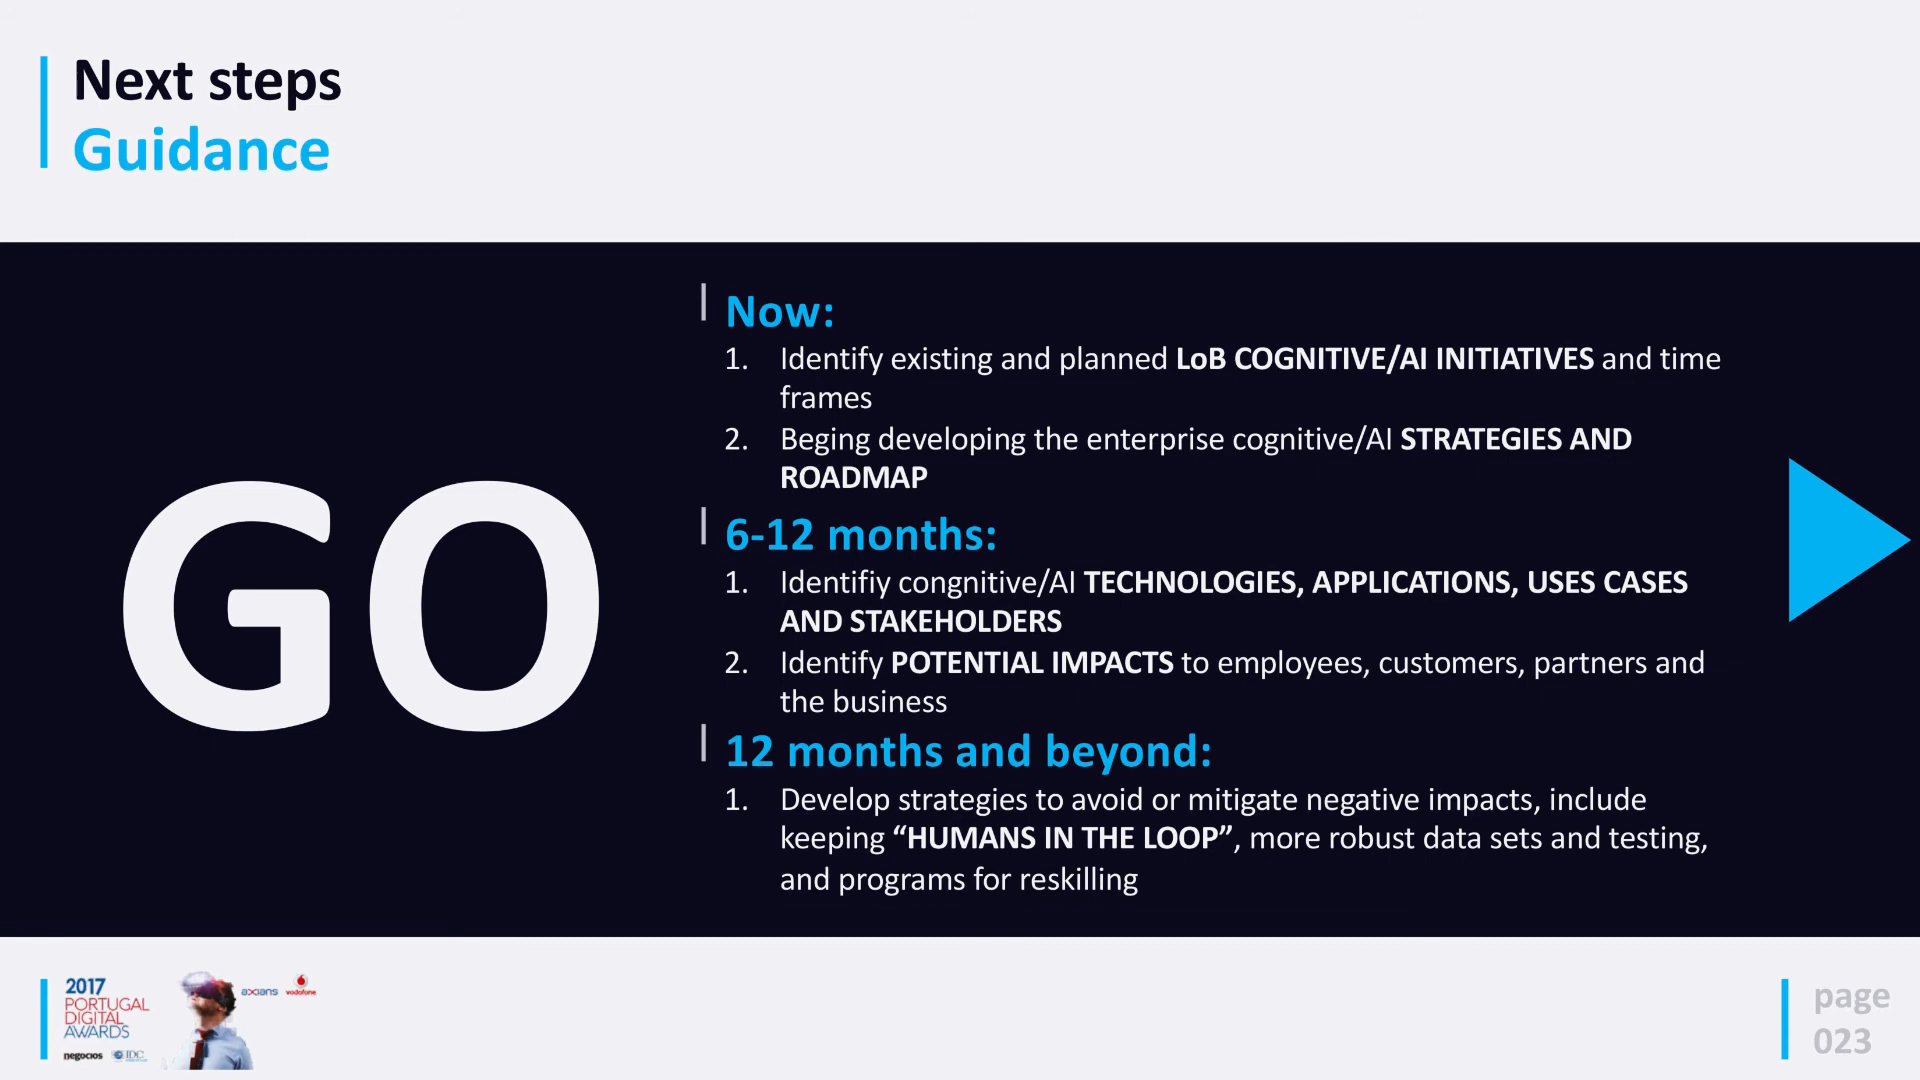 Next steps
Guidance
GO
Now:
1. Identify existing and planned LoB COGNITIVE/AI INITIATIVES and time
frames
2. Beging developing the enterprise cognitive/AI STRATEGIES AND
ROADMAP
6-12 months:
1. Identifiy congnitive/AI TECHNOLOGIES, APPLICATIONS, USES CASES
AND STAKEHOLDERS
2. Identify POTENTIAL IMPACTS to employees, customers, partners and
the business
12 months and beyond:
1. Develop strategies to avoid or mitigate negative impacts, include
keeping “HUMANS IN THE LOOP”, more robust data sets and testing,
and programs for reskilling
2017
PORTUGAL
DIGITAL
AWARDS
negocios IDC
axians vodafone
page
023